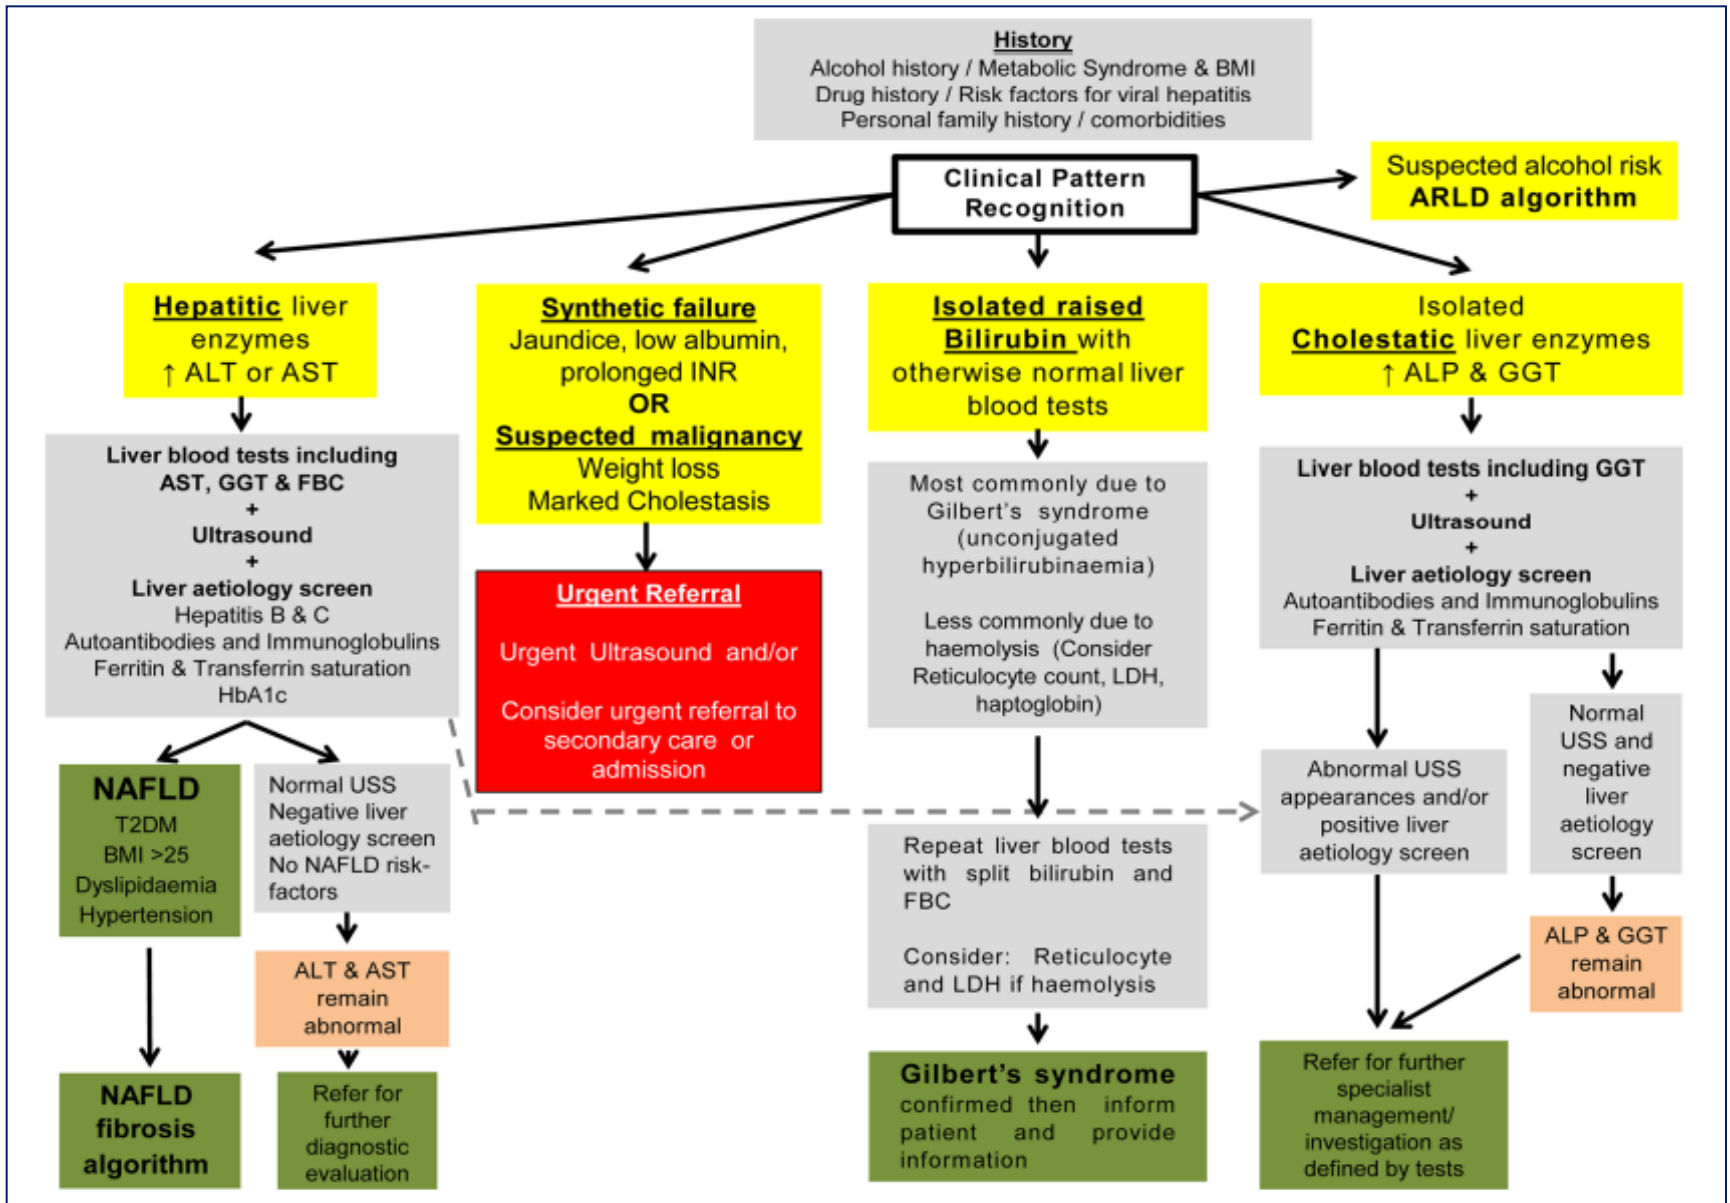 History
Alcohol history / Metabolic Syndrome & BMI
Drug history / Risk factors for viral hepatitis
Personal family history / comorbidities
Clinical Pattern
Recognition
Suspected alcohol risk
ARLD algorithm
Hepatitic liver
enzymes
↑ ALT or AST
Synthetic failure
Jaundice, low albumin,
prolonged INR
OR
Suspected malignancy
Weight loss
Marked Cholestasis
Isolated raised
Bilirubin with
otherwise normal liver
blood tests
Isolated
Cholestatic liver enzymes
↑ ALP & GGT
Liver blood tests including
AST, GGT & FBC
+
Ultrasound
+
Liver aetiology screen
Hepatitis B & C
Autoantibodies and Immunoglobulins
Ferritin & Transferrin saturation
HbA1c
Urgent Referral
Urgent Ultrasound and/or
Consider urgent referral to
secondary care or
admission
Most commonly due to
Gilbert's syndrome
(unconjugated
hyperbilirubinaemia)
Less commonly due to
haemolysis (Consider
Reticulocyte count, LDH,
haptoglobin)
Liver blood tests including GGT
+
Ultrasound
+
Liver aetiology screen
Autoantibodies and Immunoglobulins
Ferritin & Transferrin saturation
NAFLD
T2DM
BMI >25
Dyslipidaemia
Hypertension
Normal USS
Negative liver
aetiology screen
No NAFLD risk-
factors
Repeat liver blood tests
with split bilirubin and
FBC
Consider: Reticulocyte
and LDH if haemolysis
Abnormal USS
appearances and/or
positive liver
aetiology screen
Normal
USS and
negative
liver
aetiology
screen
ALT & AST
remain
abnormal
ALP & GGT
remain
abnormal
NAFLD
fibrosis
algorithm
Refer for
further
diagnostic
evaluation
Gilbert's syndrome
confirmed then inform
patient and provide
information
Refer for further
specialist
management/
investigation as
defined by tests